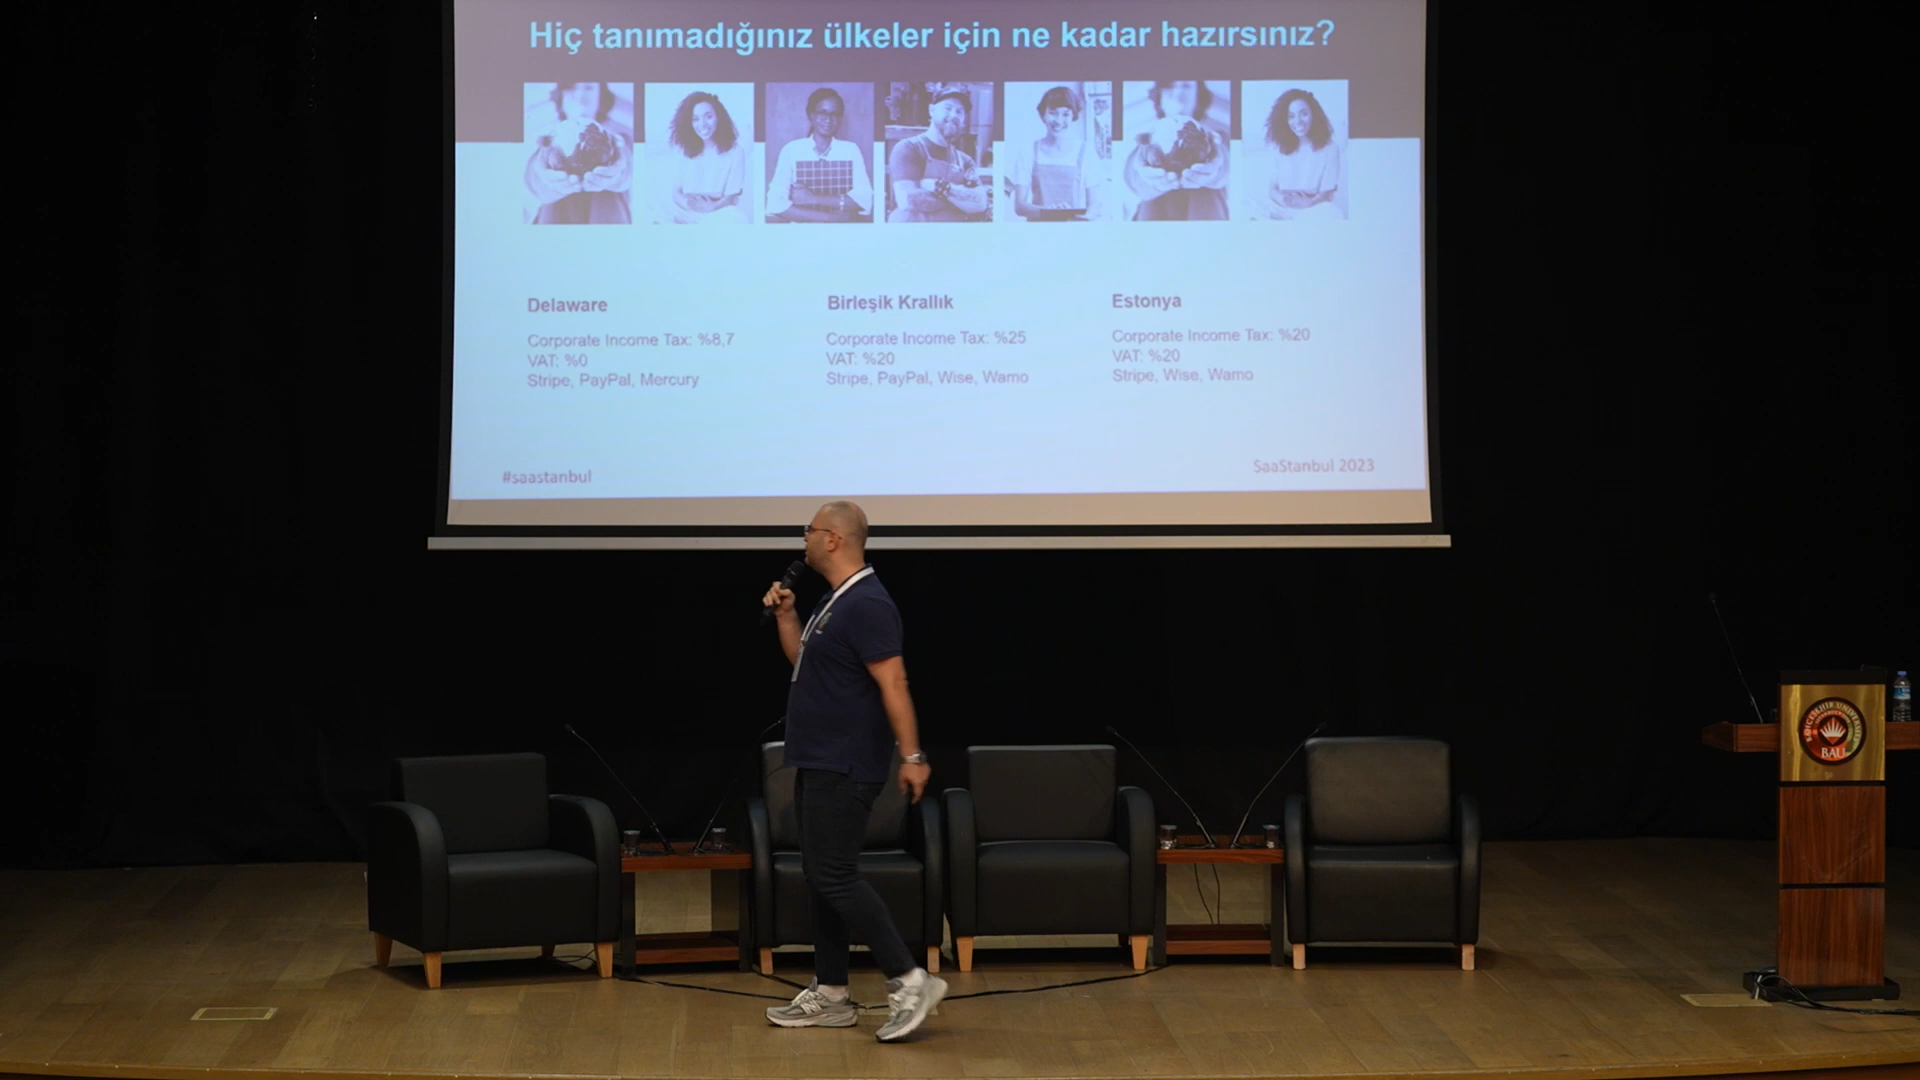 Hiç tanımadığınız ülkeler için ne kadar hazırsınız?
Delaware
Corporate Income Tax: %8,7
VAT: %0
Stripe, PayPal, Mercury
Birleşik Krallık
Corporate Income Tax: %25
VAT: %20
Stripe, PayPal, Wise, Wamo
Estonya
Corporate Income Tax: %20
VAT: %20
Stripe, Wise, Wamo
#saastanbul
SaaStanbul 2023
BAU